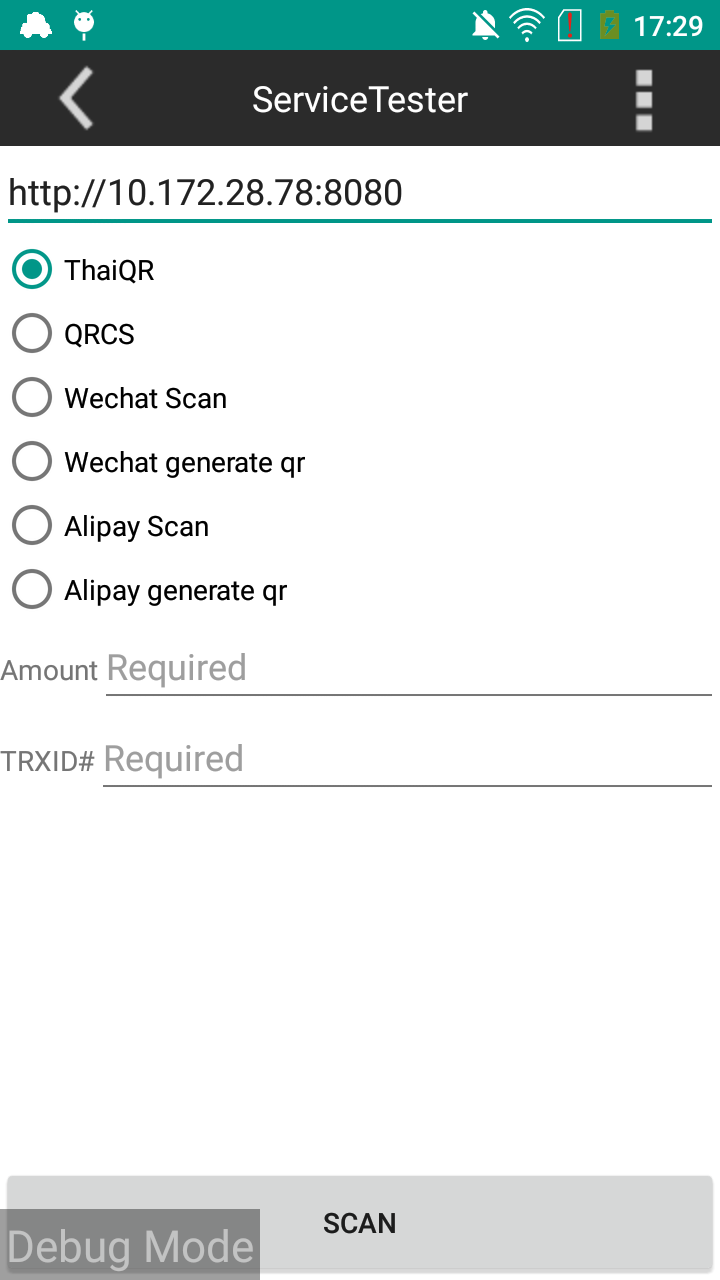 17:29
ServiceTester
http://10.172.28.78:8080
ThaiQR
QRCS
Wechat Scan
Wechat generate qr
Alipay Scan
Alipay generate qr
Amount Required
TRXID# Required
SCAN
Debug Mode